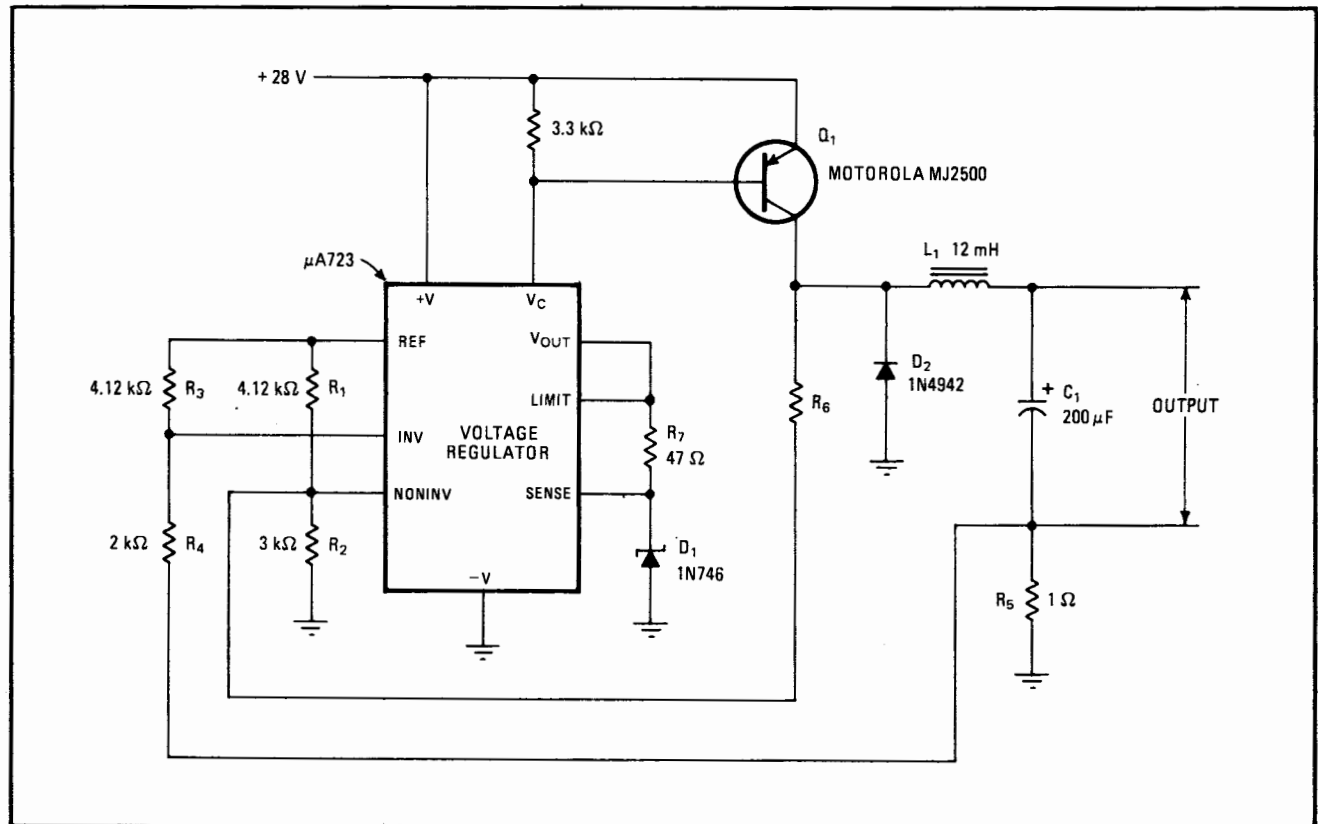 + 28 V
3.3 kΩ
Q₁
MOTOROLA MJ2500
L₁ 12 mH
μA723
+V
V_C
REF
V_OUT
4.12 kΩ R₃
4.12 kΩ R₁
LIMIT
D₂
1N4942
+ C₁
200 μF
OUTPUT
R₆
INV
VOLTAGE
REGULATOR
R₇
47 Ω
NONINV
SENSE
2 kΩ R₄
3 kΩ R₂
D₁
1N746
−V
R₅ 1 Ω